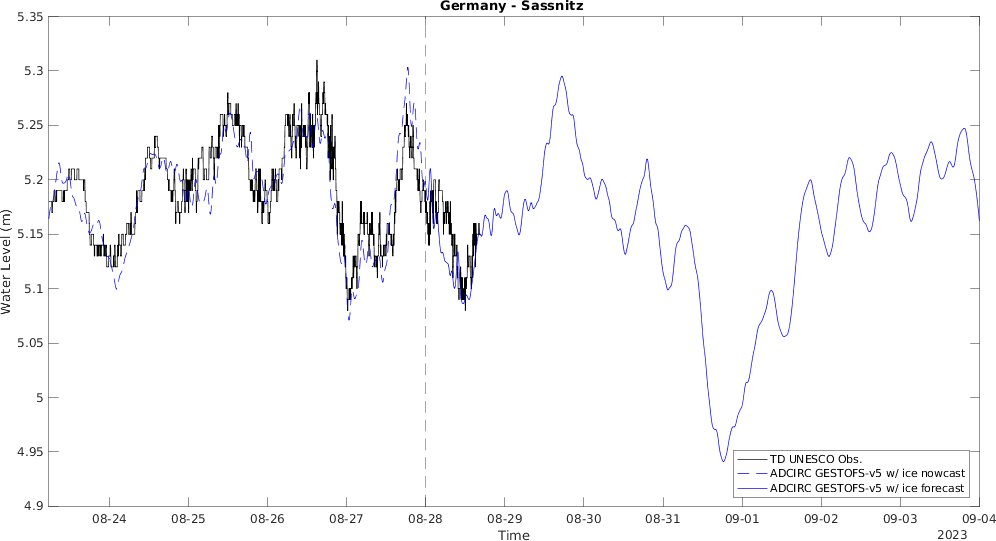 Germany - Sassnitz
5.35
5.3
5.25
5.2
5.15
5.1
5.05
5
4.95
4.9
Water Level (m)
08-24 08-25 08-26 08-27 08-28 08-29 08-30 08-31 09-01 09-02 09-03 09-04
Time
2023
TD UNESCO Obs.
ADCIRC GESTOFS-v5 w/ ice nowcast
ADCIRC GESTOFS-v5 w/ ice forecast